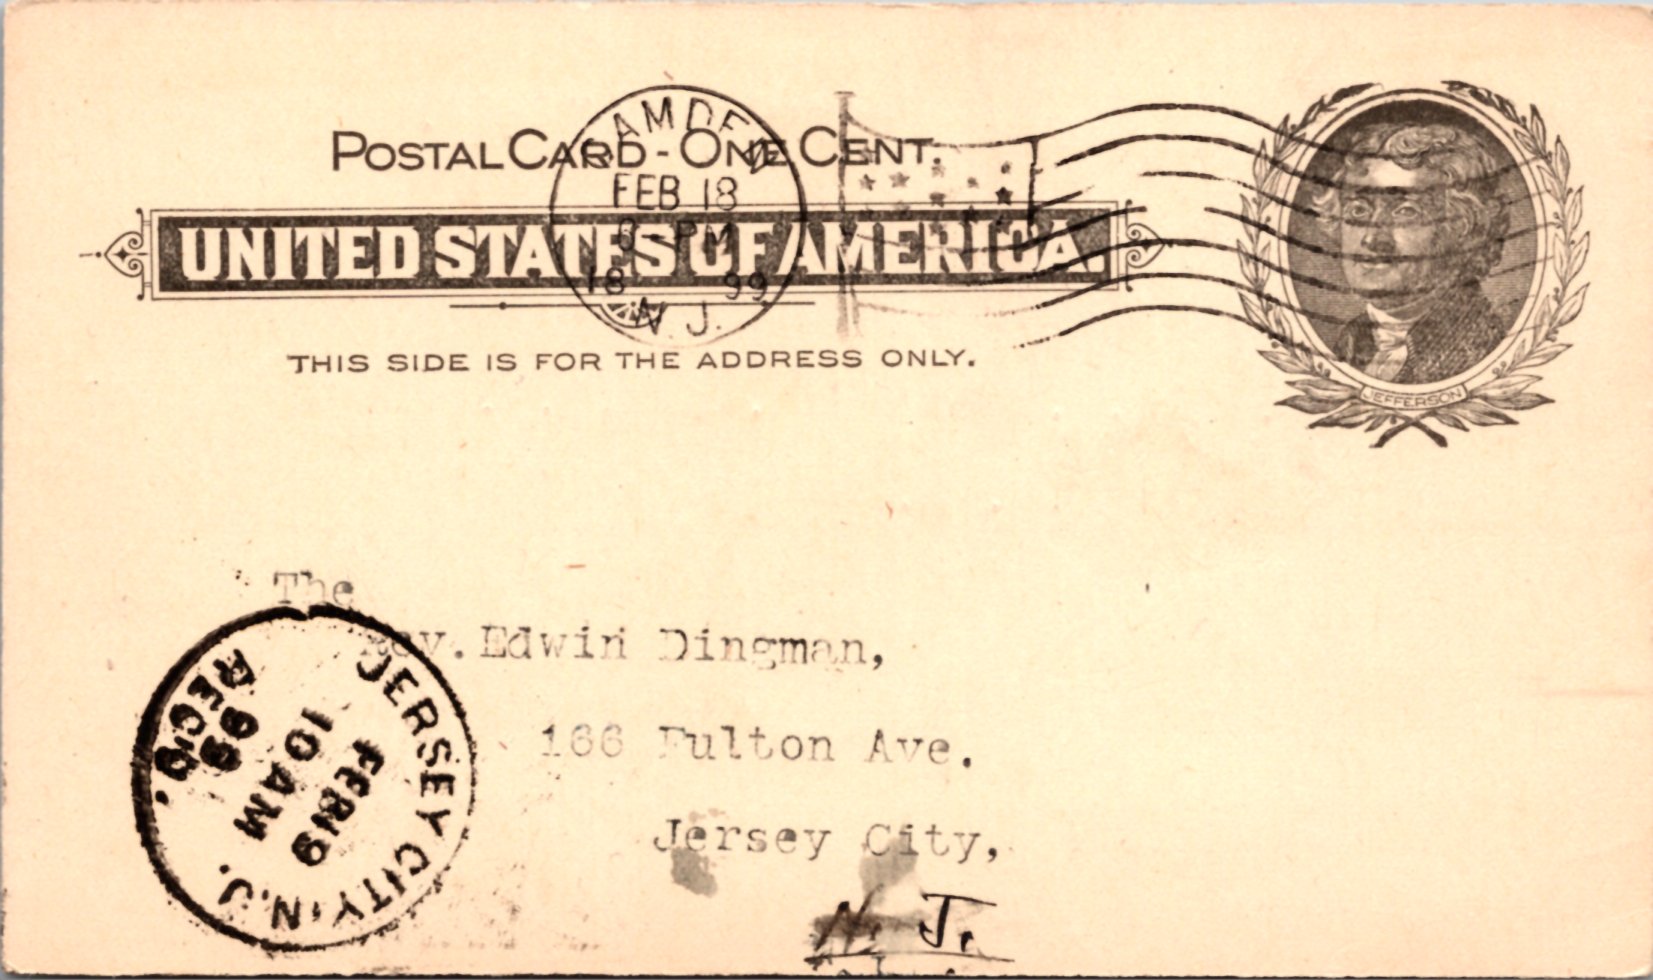 POSTAL CARD - ONE CENT.
UNITED STATES OF AMERICA.
THIS SIDE IS FOR THE ADDRESS ONLY.
JEFFERSON
CAMDEN
FEB 18
6 PM
18 99
N.J.
The
Rev. Edwin Dingman,
166 Fulton Ave.
Jersey City,
N. J.
JERSEY CITY, N.J.
FEB 19
10 AM
99
REC'D.